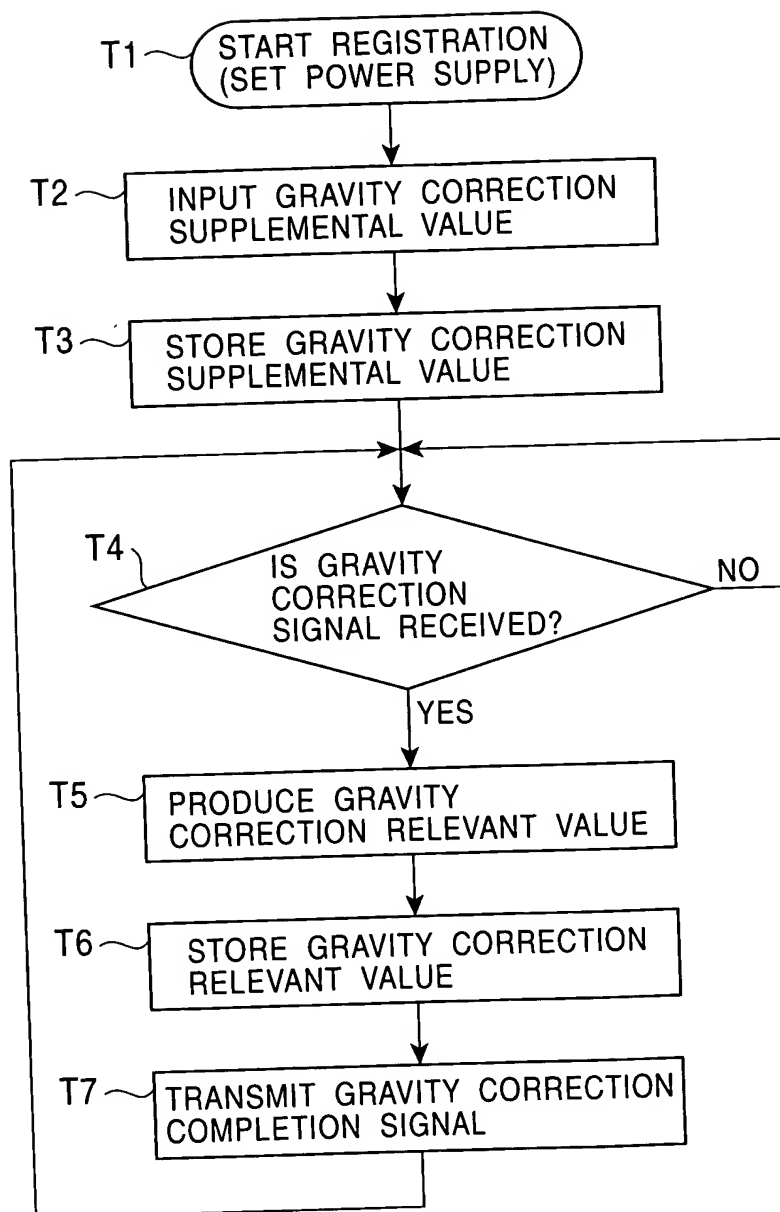 T1
START REGISTRATION
(SET POWER SUPPLY)
T2
INPUT GRAVITY CORRECTION
SUPPLEMENTAL VALUE
T3
STORE GRAVITY CORRECTION
SUPPLEMENTAL VALUE
T4
IS GRAVITY
CORRECTION
SIGNAL RECEIVED?
NO
YES
T5
PRODUCE GRAVITY
CORRECTION RELEVANT VALUE
T6
STORE GRAVITY CORRECTION
RELEVANT VALUE
T7
TRANSMIT GRAVITY CORRECTION
COMPLETION SIGNAL